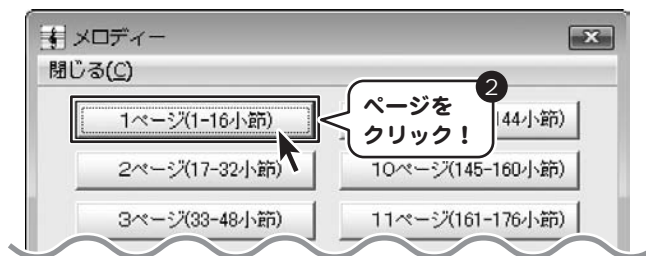 メロディー
閉じる(C)
1ページ(1-16小節)
ページを
クリック！
2
144小節)
2ページ(17-32小節)
10ページ(145-160小節)
3ページ(33-48小節)
11ページ(161-176小節)